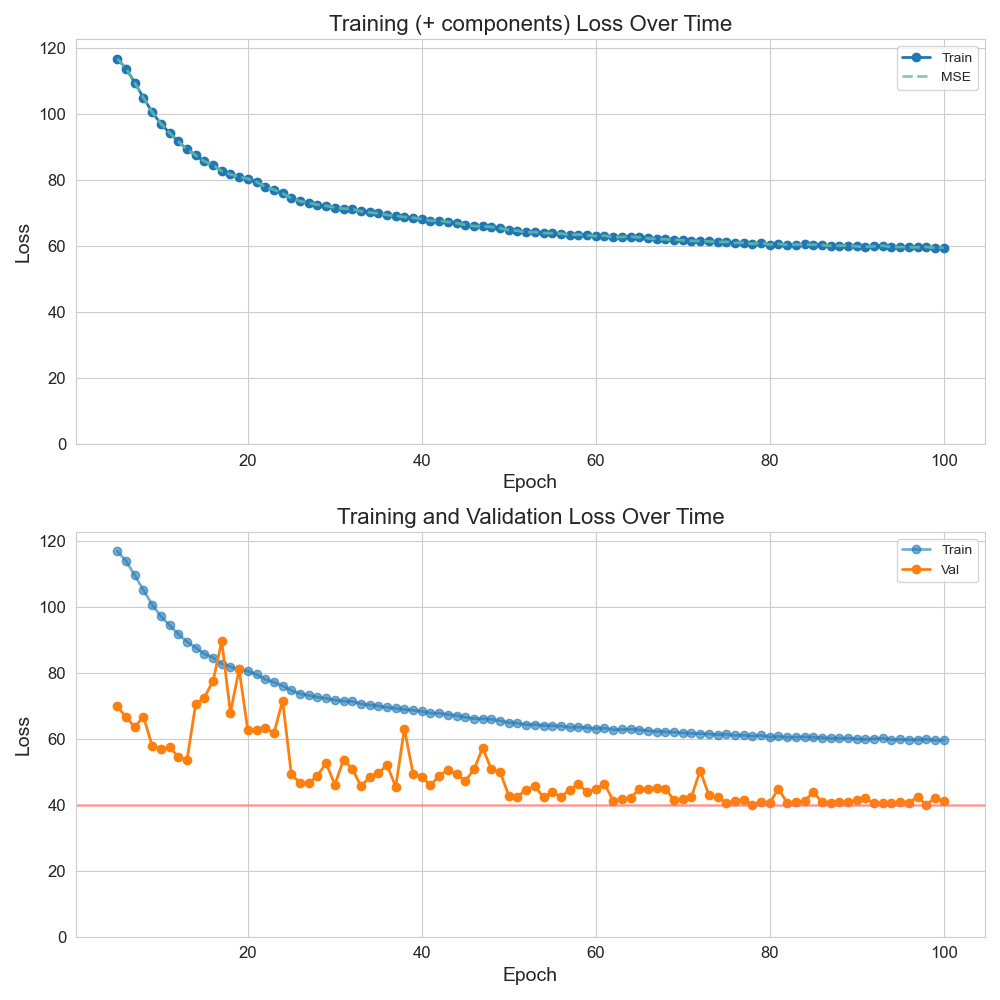 Training (+ components) Loss Over Time
120
100
80
60
40
20
0
Loss
Train
MSE
20 40 60 80 100
Epoch
Training and Validation Loss Over Time
120
100
80
60
40
20
0
Loss
Train
Val
20 40 60 80 100
Epoch